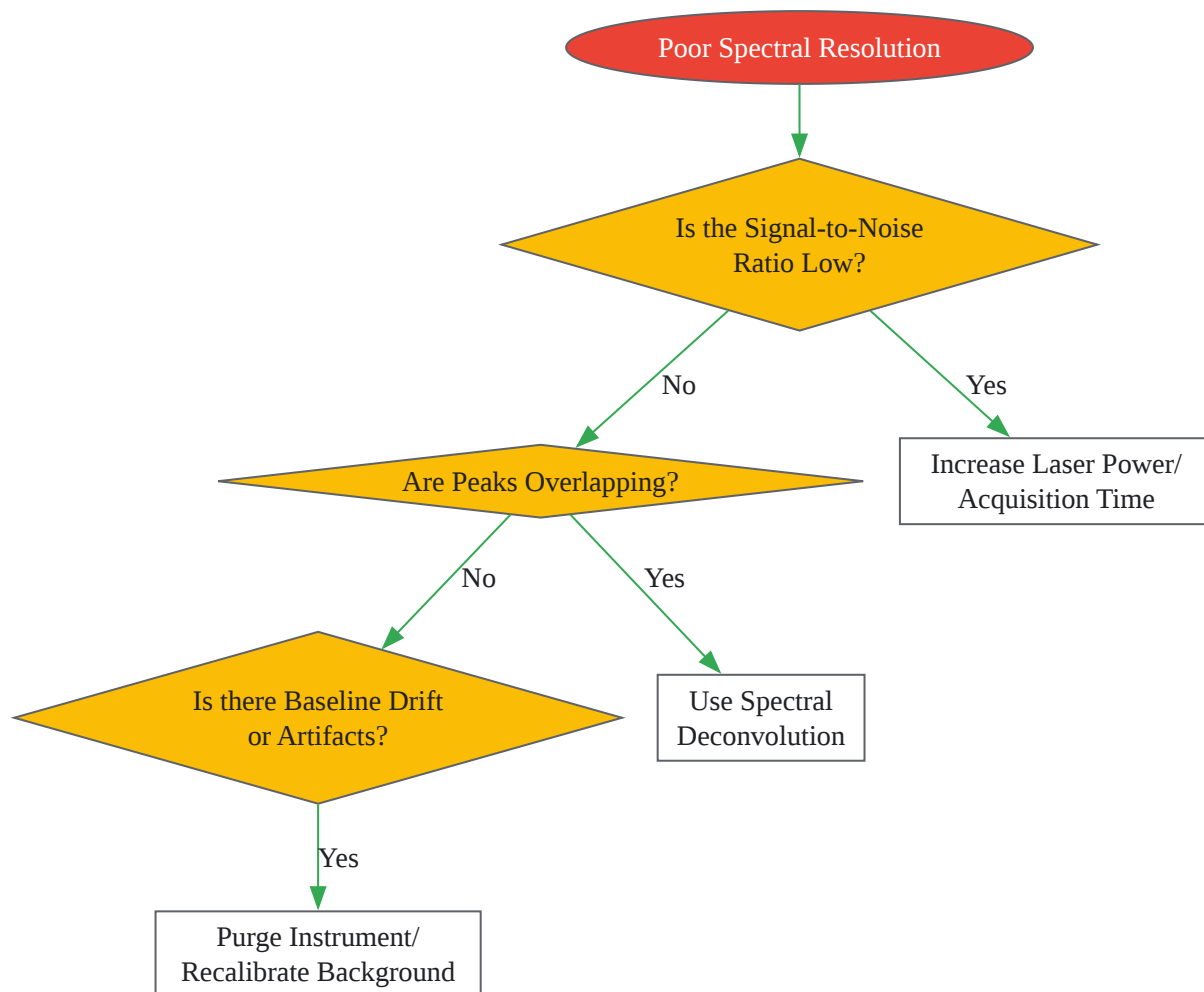 Poor Spectral Resolution
Is the Signal-to-Noise
Ratio Low?
No
Yes
Are Peaks Overlapping?
Increase Laser Power/
Acquisition Time
No
Yes
Is there Baseline Drift
or Artifacts?
Use Spectral
Deconvolution
Yes
Purge Instrument/
Recalibrate Background